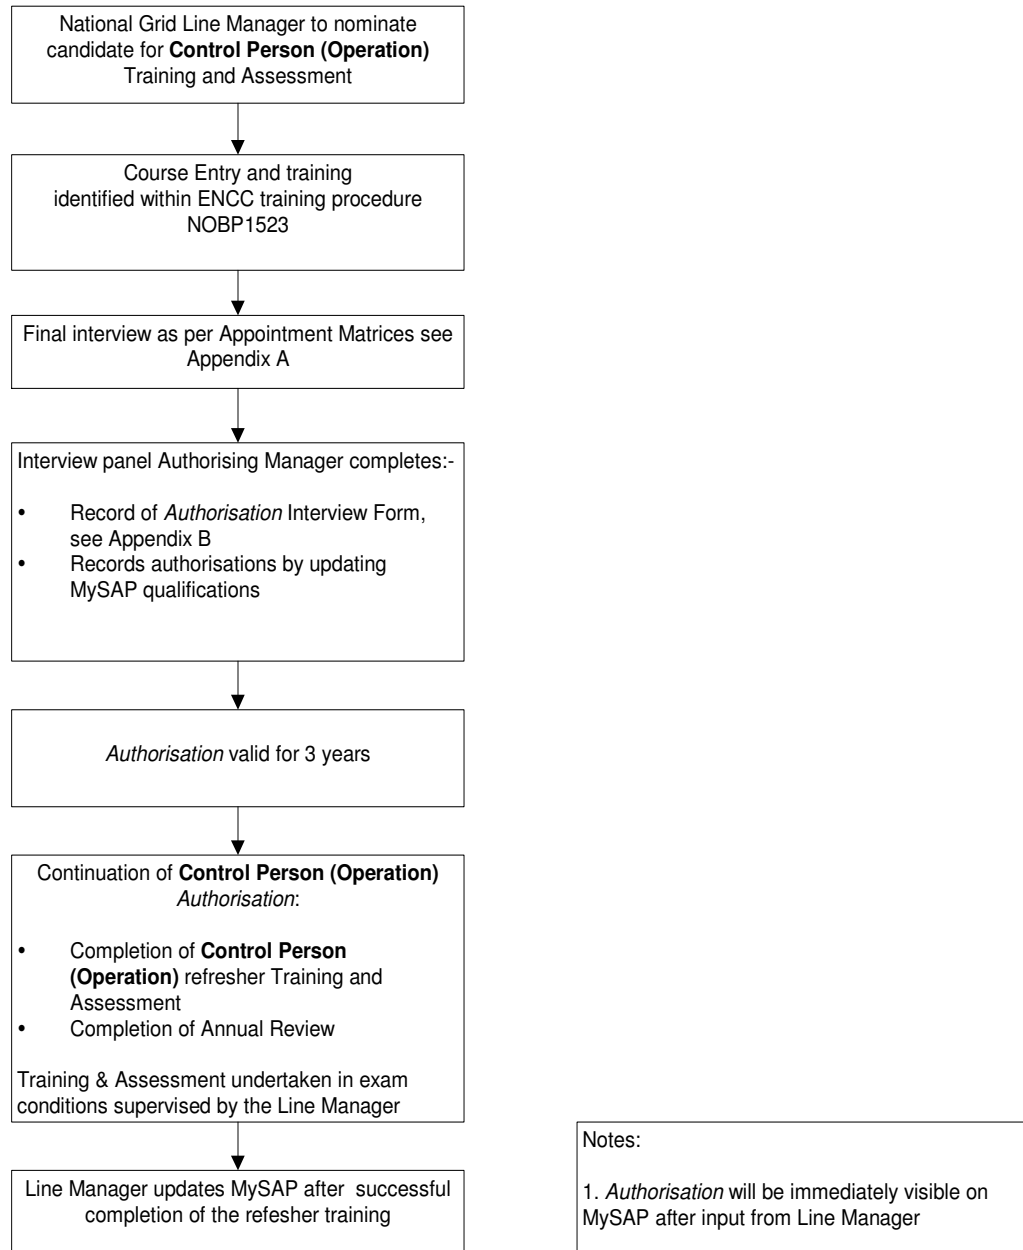 National Grid Line Manager to nominate
candidate for Control Person (Operation)
Training and Assessment
Course Entry and training
identified within ENCC training procedure
NOBP1523
Final interview as per Appointment Matrices see
Appendix A
Interview panel Authorising Manager completes:-
• Record of Authorisation Interview Form,
see Appendix B
• Records authorisations by updating
MySAP qualifications
Authorisation valid for 3 years
Continuation of Control Person (Operation)
Authorisation:
• Completion of Control Person
(Operation) refresher Training and
Assessment
• Completion of Annual Review
Training & Assessment undertaken in exam
conditions supervised by the Line Manager
Line Manager updates MySAP after successful
completion of the refesher training
Notes:
1. Authorisation will be immediately visible on
MySAP after input from Line Manager